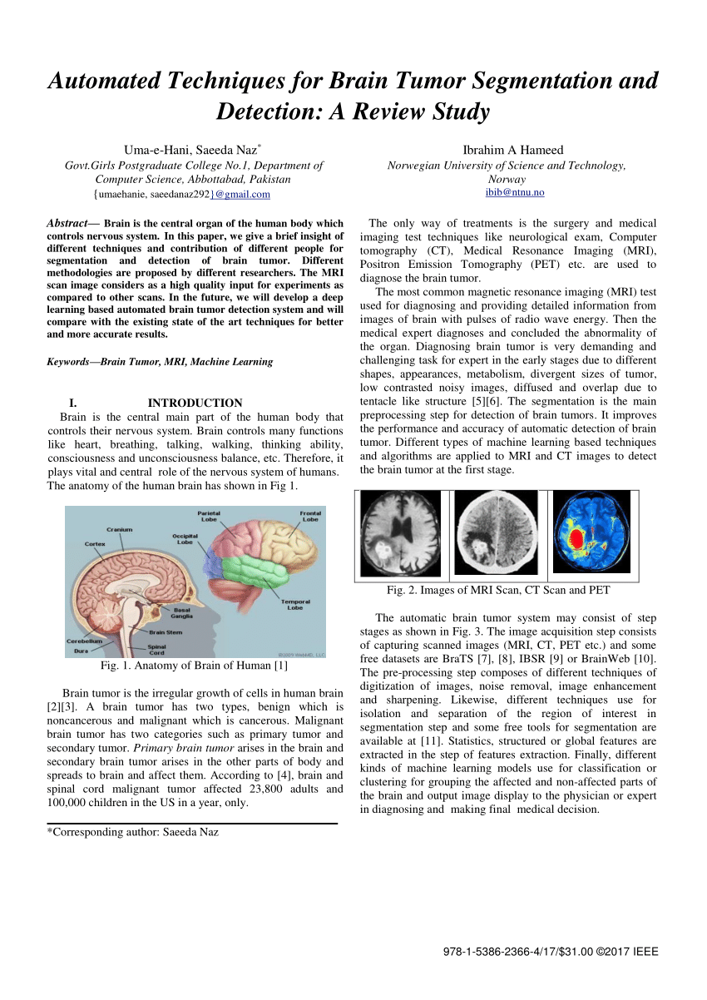 Automated Techniques for Brain Tumor Segmentation and
Detection: A Review Study
Uma-e-Hani, Saeeda Naz*
Govt.Girls Postgraduate College No.1, Department of
Computer Science, Abbottabad, Pakistan
{umaehanie, saeedanaz292}@gmail.com
Ibrahim A Hameed
Norwegian University of Science and Technology,
Norway
ibib@ntnu.no
Abstract— Brain is the central organ of the human body which
controls nervous system. In this paper, we give a brief insight of
different techniques and contribution of different people for
segmentation and detection of brain tumor. Different
methodologies are proposed by different researchers. The MRI
scan image considers as a high quality input for experiments as
compared to other scans. In the future, we will develop a deep
learning based automated brain tumor detection system and will
compare with the existing state of the art techniques for better
and more accurate results.
Keywords—Brain Tumor, MRI, Machine Learning
I. INTRODUCTION
Brain is the central main part of the human body that
controls their nervous system. Brain controls many functions
like heart, breathing, talking, walking, thinking ability,
consciousness and unconsciousness balance, etc. Therefore, it
plays vital and central role of the nervous system of humans.
The anatomy of the human brain has shown in Fig 1.
Cranium
Cortex
Parietal
Lobe
Frontal
Lobe
Occipital
Lobe
Temporal
Lobe
Basal
Ganglia
Brain Stem
Cerebellum
Dura
Spinal
Cord
©2009 WebMD, LLC.
Fig. 1. Anatomy of Brain of Human [1]
Brain tumor is the irregular growth of cells in human brain
[2][3]. A brain tumor has two types, benign which is
noncancerous and malignant which is cancerous. Malignant
brain tumor has two categories such as primary tumor and
secondary tumor. Primary brain tumor arises in the brain and
secondary brain tumor arises in the other parts of body and
spreads to brain and affect them. According to [4], brain and
spinal cord malignant tumor affected 23,800 adults and
100,000 children in the US in a year, only.
*Corresponding author: Saeeda Naz
The only way of treatments is the surgery and medical
imaging test techniques like neurological exam, Computer
tomography (CT), Medical Resonance Imaging (MRI),
Positron Emission Tomography (PET) etc. are used to
diagnose the brain tumor.
The most common magnetic resonance imaging (MRI) test
used for diagnosing and providing detailed information from
images of brain with pulses of radio wave energy. Then the
medical expert diagnoses and concluded the abnormality of
the organ. Diagnosing brain tumor is very demanding and
challenging task for expert in the early stages due to different
shapes, appearances, metabolism, divergent sizes of tumor,
low contrasted noisy images, diffused and overlap due to
tentacle like structure [5][6]. The segmentation is the main
preprocessing step for detection of brain tumors. It improves
the performance and accuracy of automatic detection of brain
tumor. Different types of machine learning based techniques
and algorithms are applied to MRI and CT images to detect
the brain tumor at the first stage.
Fig. 2. Images of MRI Scan, CT Scan and PET
The automatic brain tumor system may consist of step
stages as shown in Fig. 3. The image acquisition step consists
of capturing scanned images (MRI, CT, PET etc.) and some
free datasets are BraTS [7], [8], IBSR [9] or BrainWeb [10].
The pre-processing step composes of different techniques of
digitization of images, noise removal, image enhancement
and sharpening. Likewise, different techniques use for
isolation and separation of the region of interest in
segmentation step and some free tools for segmentation are
available at [11]. Statistics, structured or global features are
extracted in the step of features extraction. Finally, different
kinds of machine learning models use for classification or
clustering for grouping the affected and non-affected parts of
the brain and output image display to the physician or expert
in diagnosing and making final medical decision.
978-1-5386-2366-4/17/$31.00 ©2017 IEEE